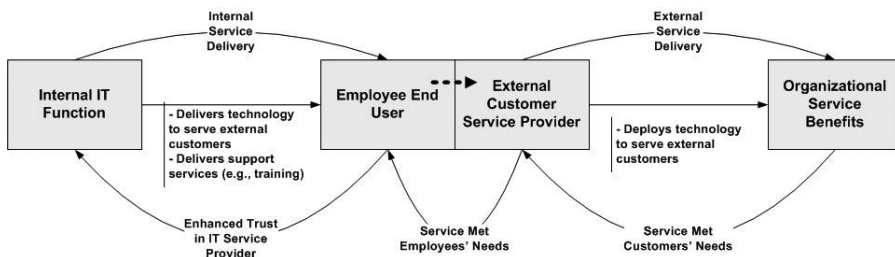 Internal
Service
Delivery
External
Service
Delivery
Internal IT
Function
Employee End
User
External
Customer
Service Provider
Organizational
Service
Benefits
- Delivers technology
to serve external
customers
- Delivers support
services (e.g., training)
- Deploys technology
to serve external
customers
Enhanced Trust
in IT Service
Provider
Service Met
Employees' Needs
Service Met
Customers' Needs